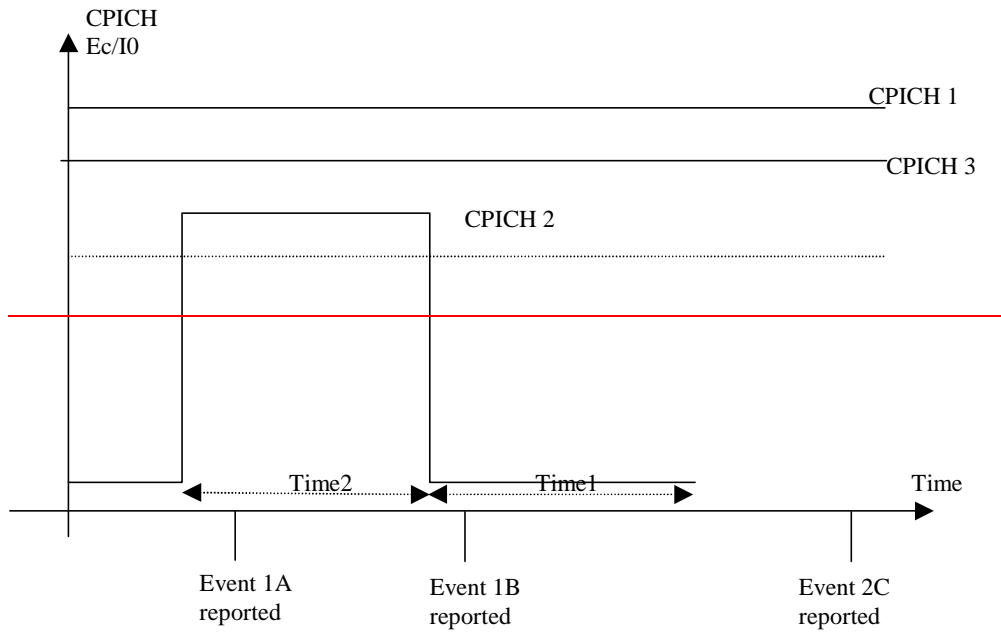 CPICH
Ec/I0
CPICH 1
CPICH 3
CPICH 2
Time2
Time1
Time
Event 1A
reported
Event 1B
reported
Event 2C
reported